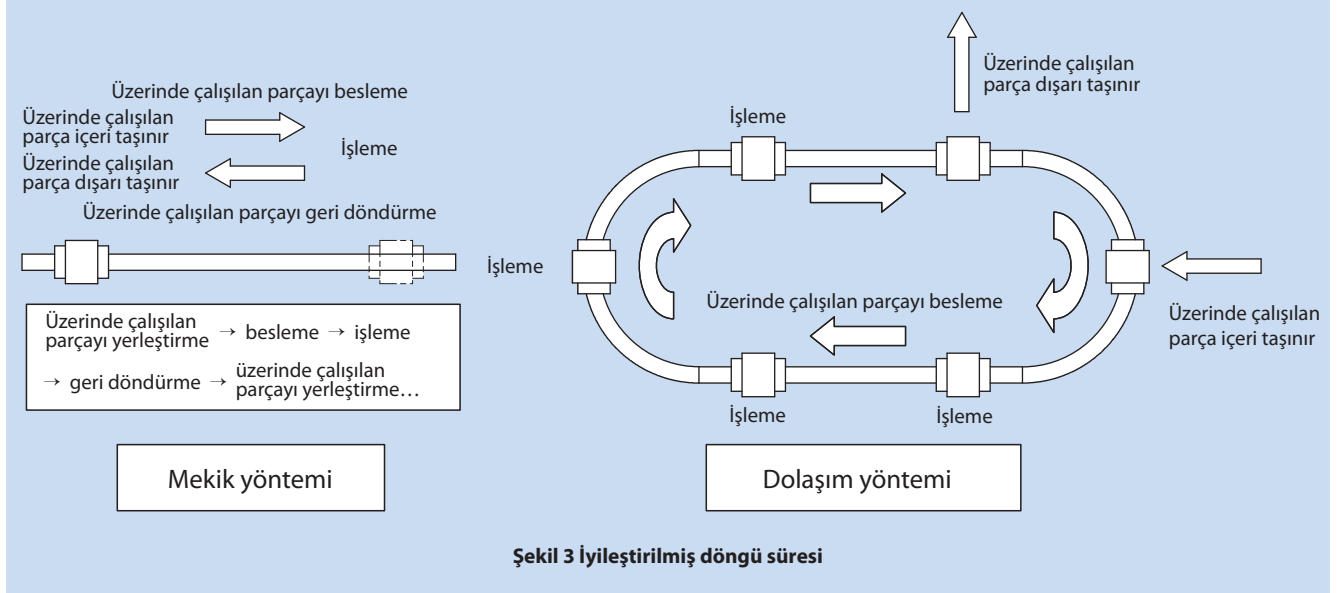 Üzerinde çalışılan parçayı besleme
Üzerinde çalışılan
parça içeri taşınır
İşleme
Üzerinde çalışılan
parça dışarı taşınır
Üzerinde çalışılan parçayı geri döndürme
Üzerinde çalışılan
parçayı yerleştirme → besleme → işleme
→ geri döndürme → üzerinde çalışılan
parçayı yerleştirme…
Mekik yöntemi
Üzerinde çalışılan
parça dışarı taşınır
İşleme
İşleme
Üzerinde çalışılan parçayı besleme
Üzerinde çalışılan
parça içeri taşınır
İşleme
İşleme
Dolaşım yöntemi
Şekil 3 İyileştirilmiş döngü süresi